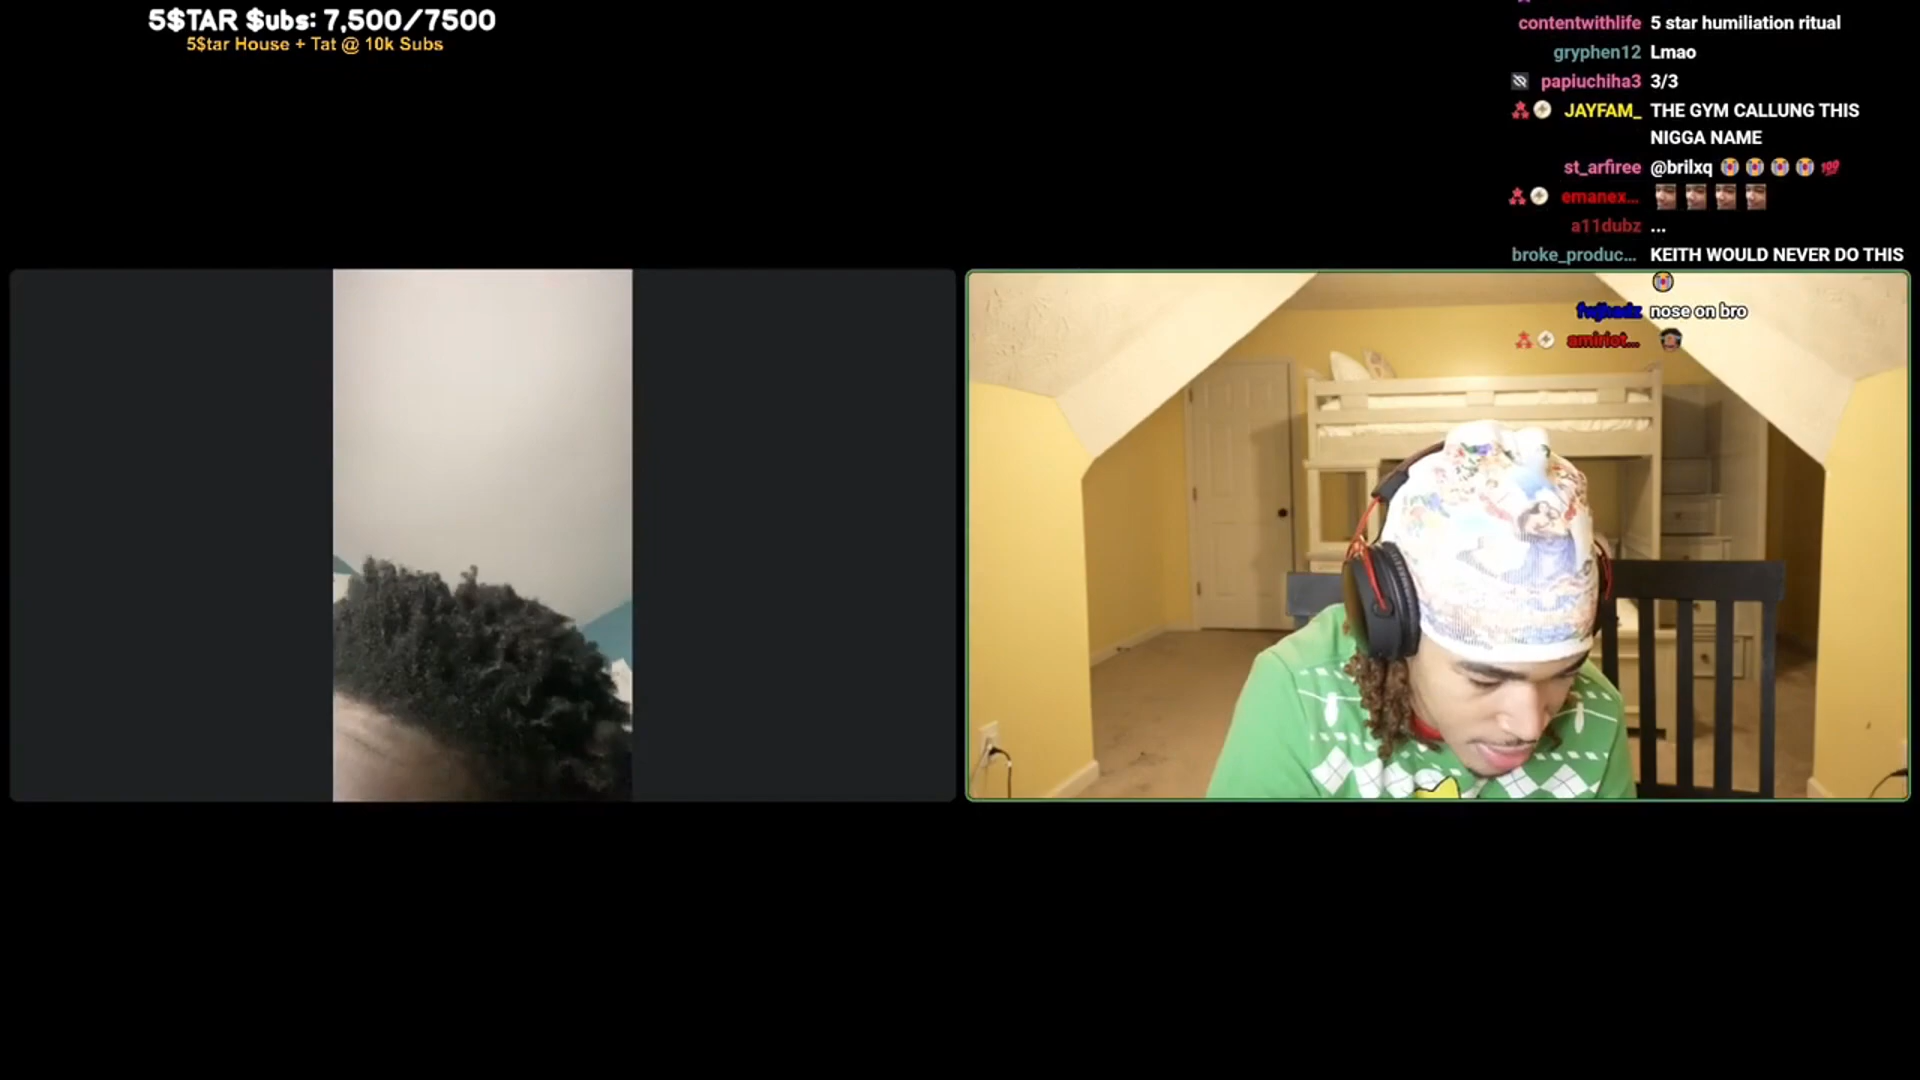 5$TAR $ubs: 7,500/7500
5$tar House + Tat @ 10k Subs
contentwithlife 5 star humiliation ritual
gryphen12 Lmao
papiuchiha3 3/3
JAYFAM_ THE GYM CALLUNG THIS
NIGGA NAME
st_arfiree @brilxq 😭 😭 😭 😭 💯
emanex...
a11dubz ...
broke_produc... KEITH WOULD NEVER DO THIS
😭
nose on bro
amiriot...